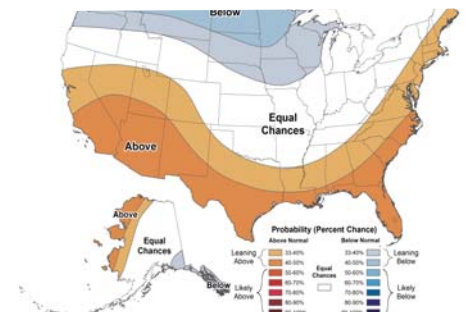 Below
Equal
Chances
Above
Above
Equal
Chances
Below
Probability (Percent Chance)
Above Normal
Below Normal
Leaning
Above
33-40%
40-50%
50-60%
60-70%
70-80%
80-90%
Likely
Above
Equal
Chances
33-40%
40-50%
50-60%
60-70%
70-80%
80-90%
Leaning
Below
Likely
Below